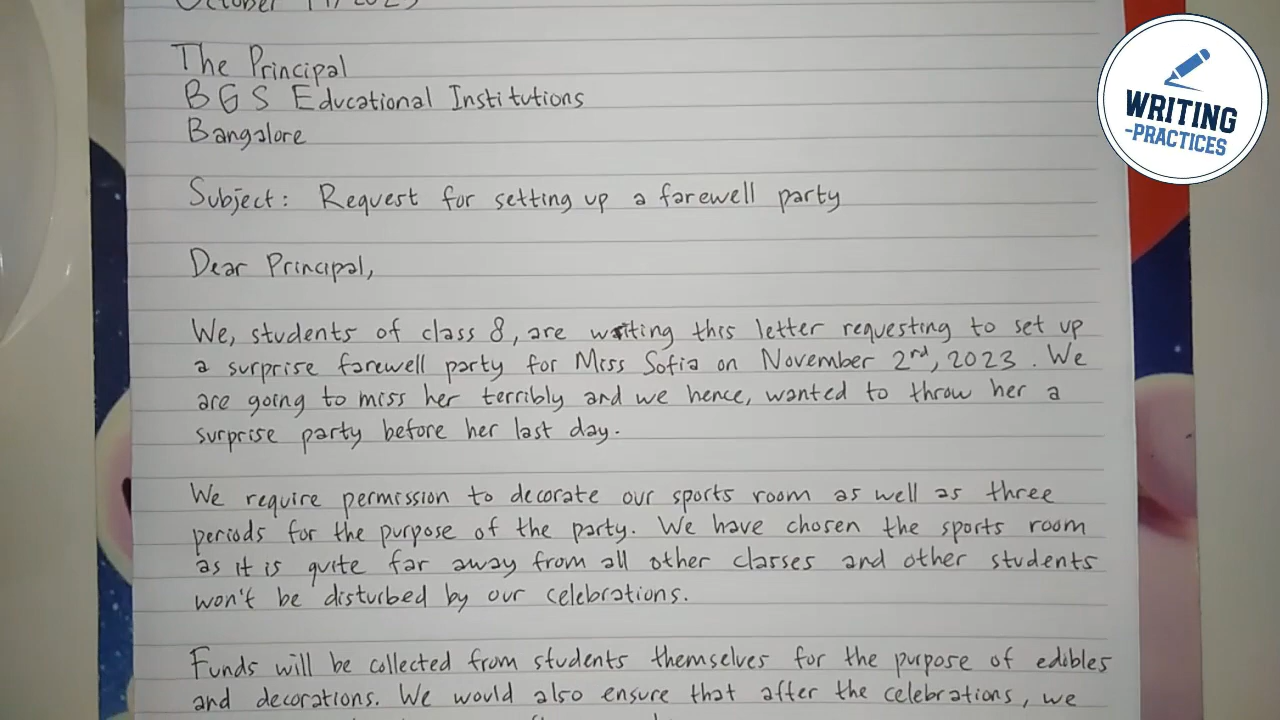 October
The Principal
B G S Educational Institutions
Bangalore
Subject: Request for setting up a farewell party
Dear Principal,
We, students of class 8, are writing this letter requesting to set up
a surprise farewell party for Miss Sofia on November 2nd, 2023. We
are going to miss her terribly and we hence, wanted to throw her a
surprise party before her last day.
We require permission to decorate our sports room as well as three
periods for the purpose of the party. We have chosen the sports room
as it is quite far away from all other classes and other students
won't be disturbed by our celebrations.
Funds will be collected from students themselves for the purpose of edibles
and decorations. We would also ensure that after the celebrations, we
WRITING
-PRACTICES